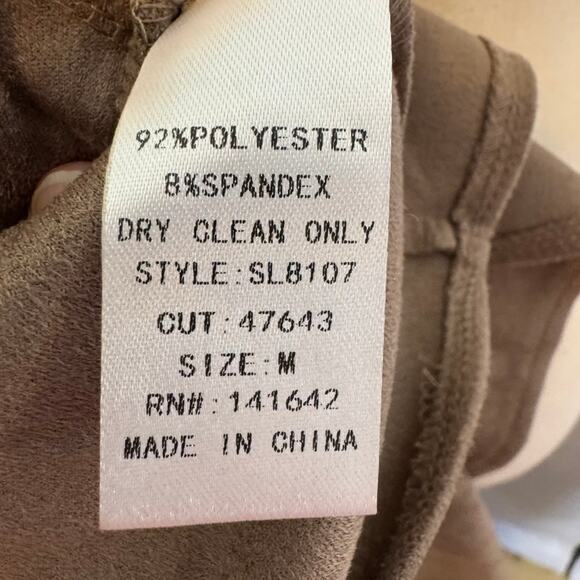 92%POLYESTER
8%SPANDEX
DRY CLEAN ONLY
STYLE:SL8107
CUT:47643
SIZE:M
RN#:141642
MADE IN CHINA